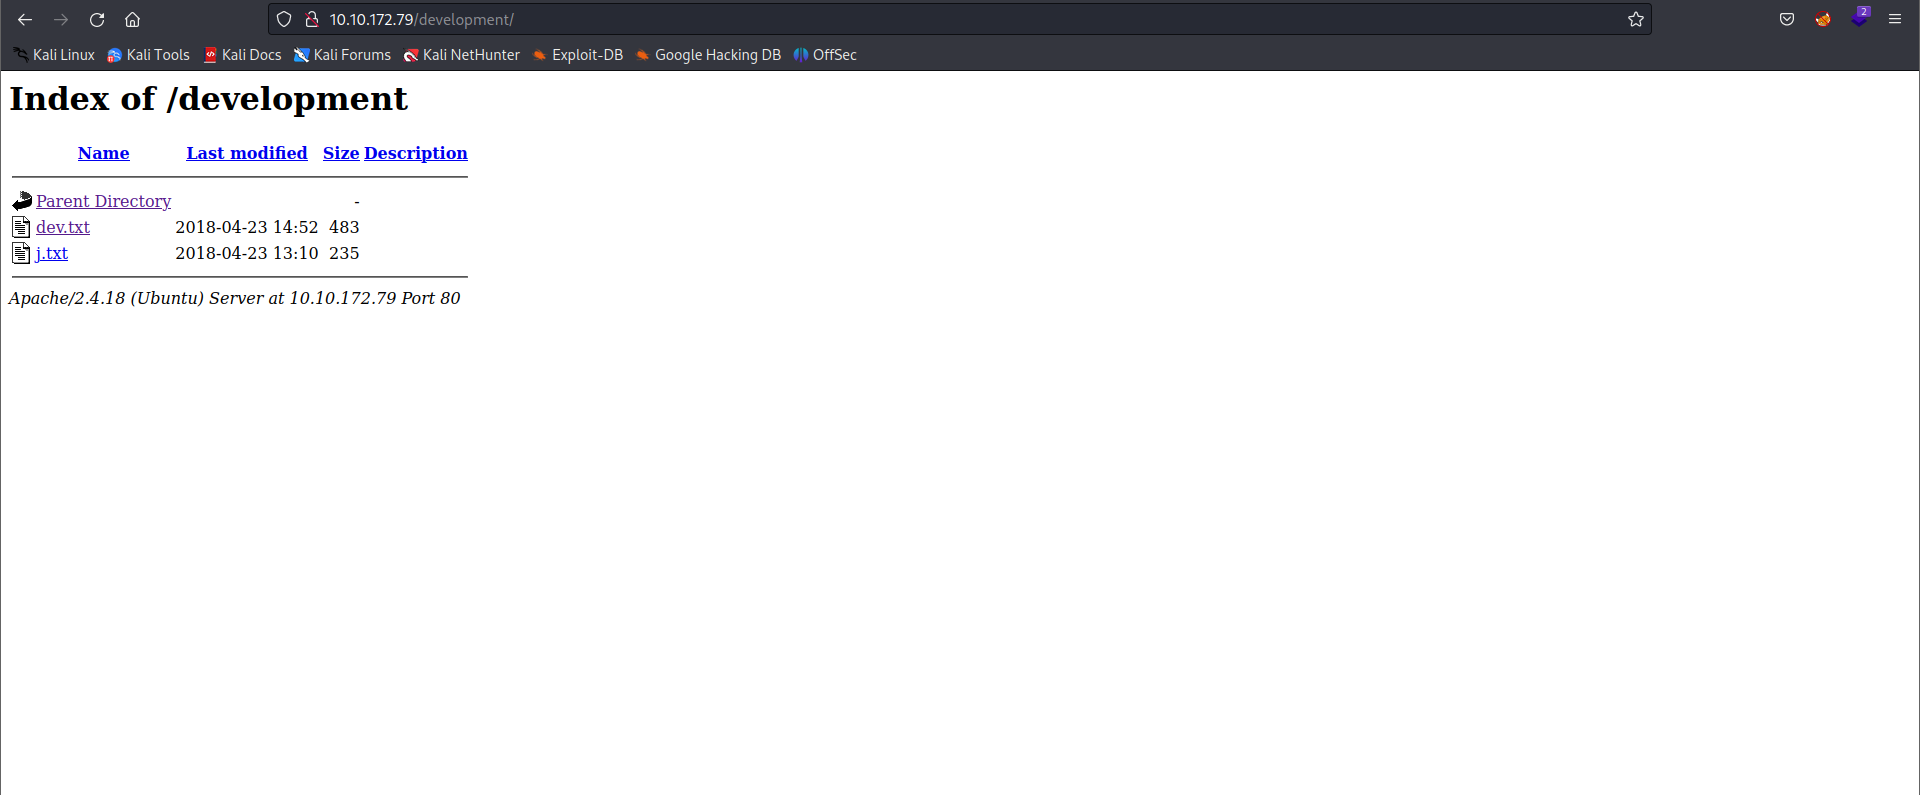 10.10.172.79/development/
2
Kali Linux Kali Tools Kali Docs Kali Forums Kali NetHunter Exploit-DB Google Hacking DB OffSec
Index of /development
Name Last modified Size Description
Parent Directory -
dev.txt 2018-04-23 14:52 483
j.txt 2018-04-23 13:10 235
Apache/2.4.18 (Ubuntu) Server at 10.10.172.79 Port 80